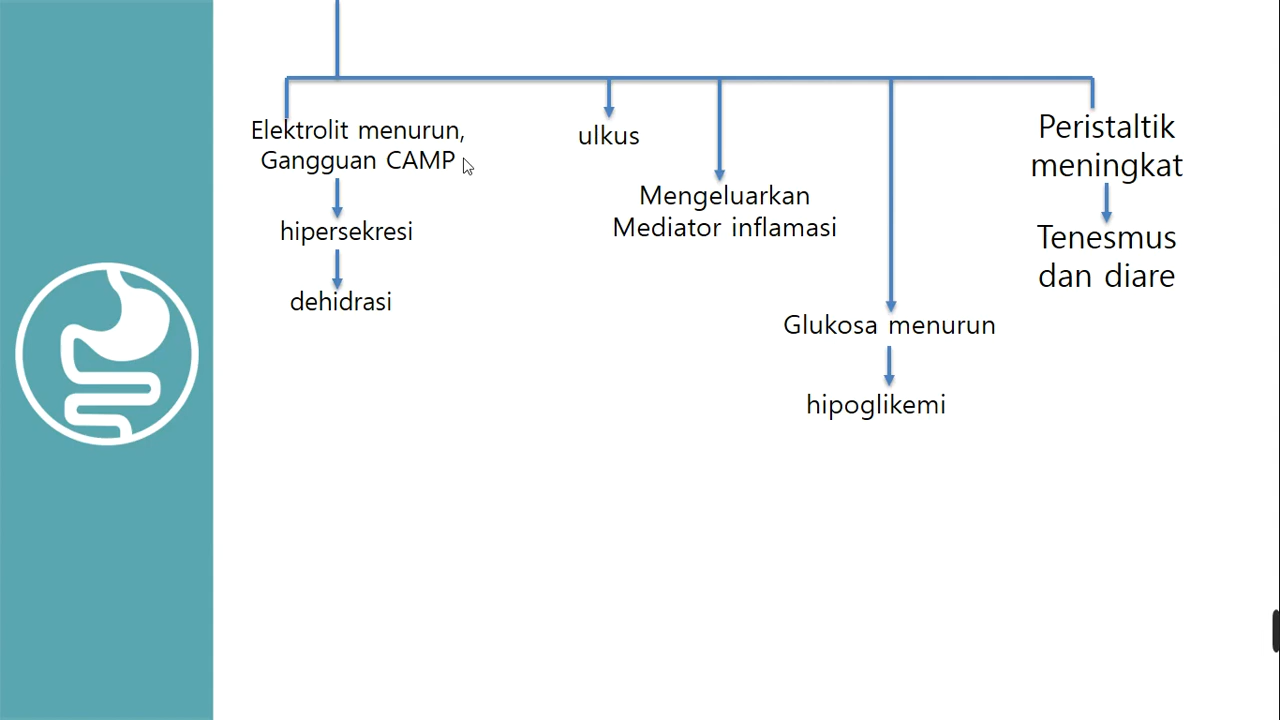 Elektrolit menurun,
Gangguan CAMP
hipersekresi
dehidrasi
ulkus
Mengeluarkan
Mediator inflamasi
Glukosa menurun
hipoglikemi
Peristaltik
meningkat
Tenesmus
dan diare